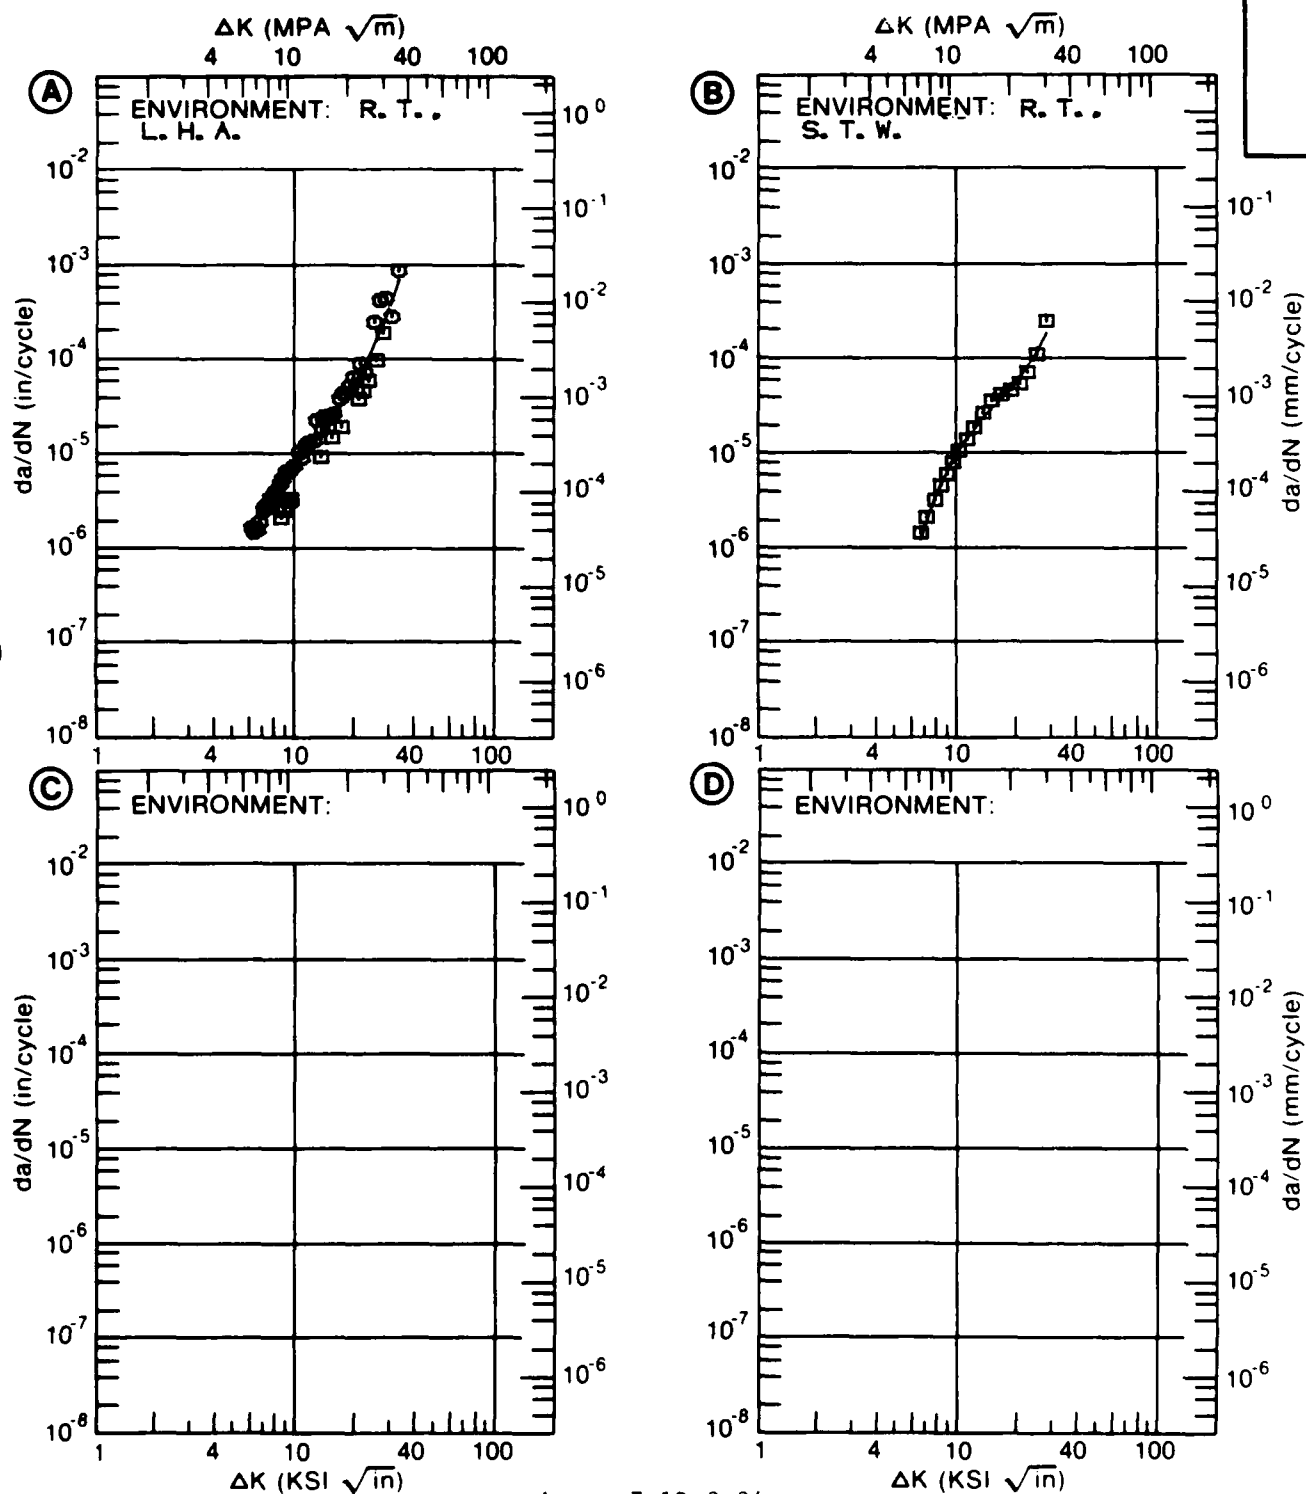 ΔK (MPA √m)
4 10 40 100
A
ENVIRONMENT: R. T.,
L. H. A.
10^-2
10^-3
10^-4
10^-5
10^-6
10^-7
10^-8
da/dN (in/cycle)
10^0
10^-1
10^-2
10^-3
10^-4
10^-5
10^-6
1 4 10 40 100
ΔK (MPA √m)
4 10 40 100
B
ENVIRONMENT: R. T.,
S. T. W.
10^-2
10^-3
10^-4
10^-5
10^-6
10^-7
10^-8
10^-1
10^-2
10^-3
10^-4
10^-5
10^-6
da/dN (mm/cycle)
1 4 10 40 100
C
ENVIRONMENT:
10^-2
10^-3
10^-4
10^-5
10^-6
10^-7
10^-8
da/dN (in/cycle)
10^0
10^-1
10^-2
10^-3
10^-4
10^-5
10^-6
1 4 10 40 100
ΔK (KSI √in)
D
ENVIRONMENT:
10^-2
10^-3
10^-4
10^-5
10^-6
10^-7
10^-8
10^0
10^-1
10^-2
10^-3
10^-4
10^-5
10^-6
da/dN (mm/cycle)
1 4 10 40 100
ΔK (KSI √in)